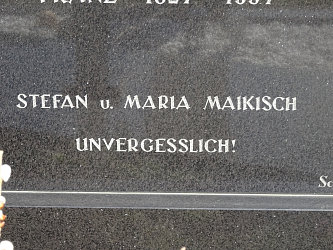 STEFAN u. MARIA MAIKISCH
UNVERGESSLICH!